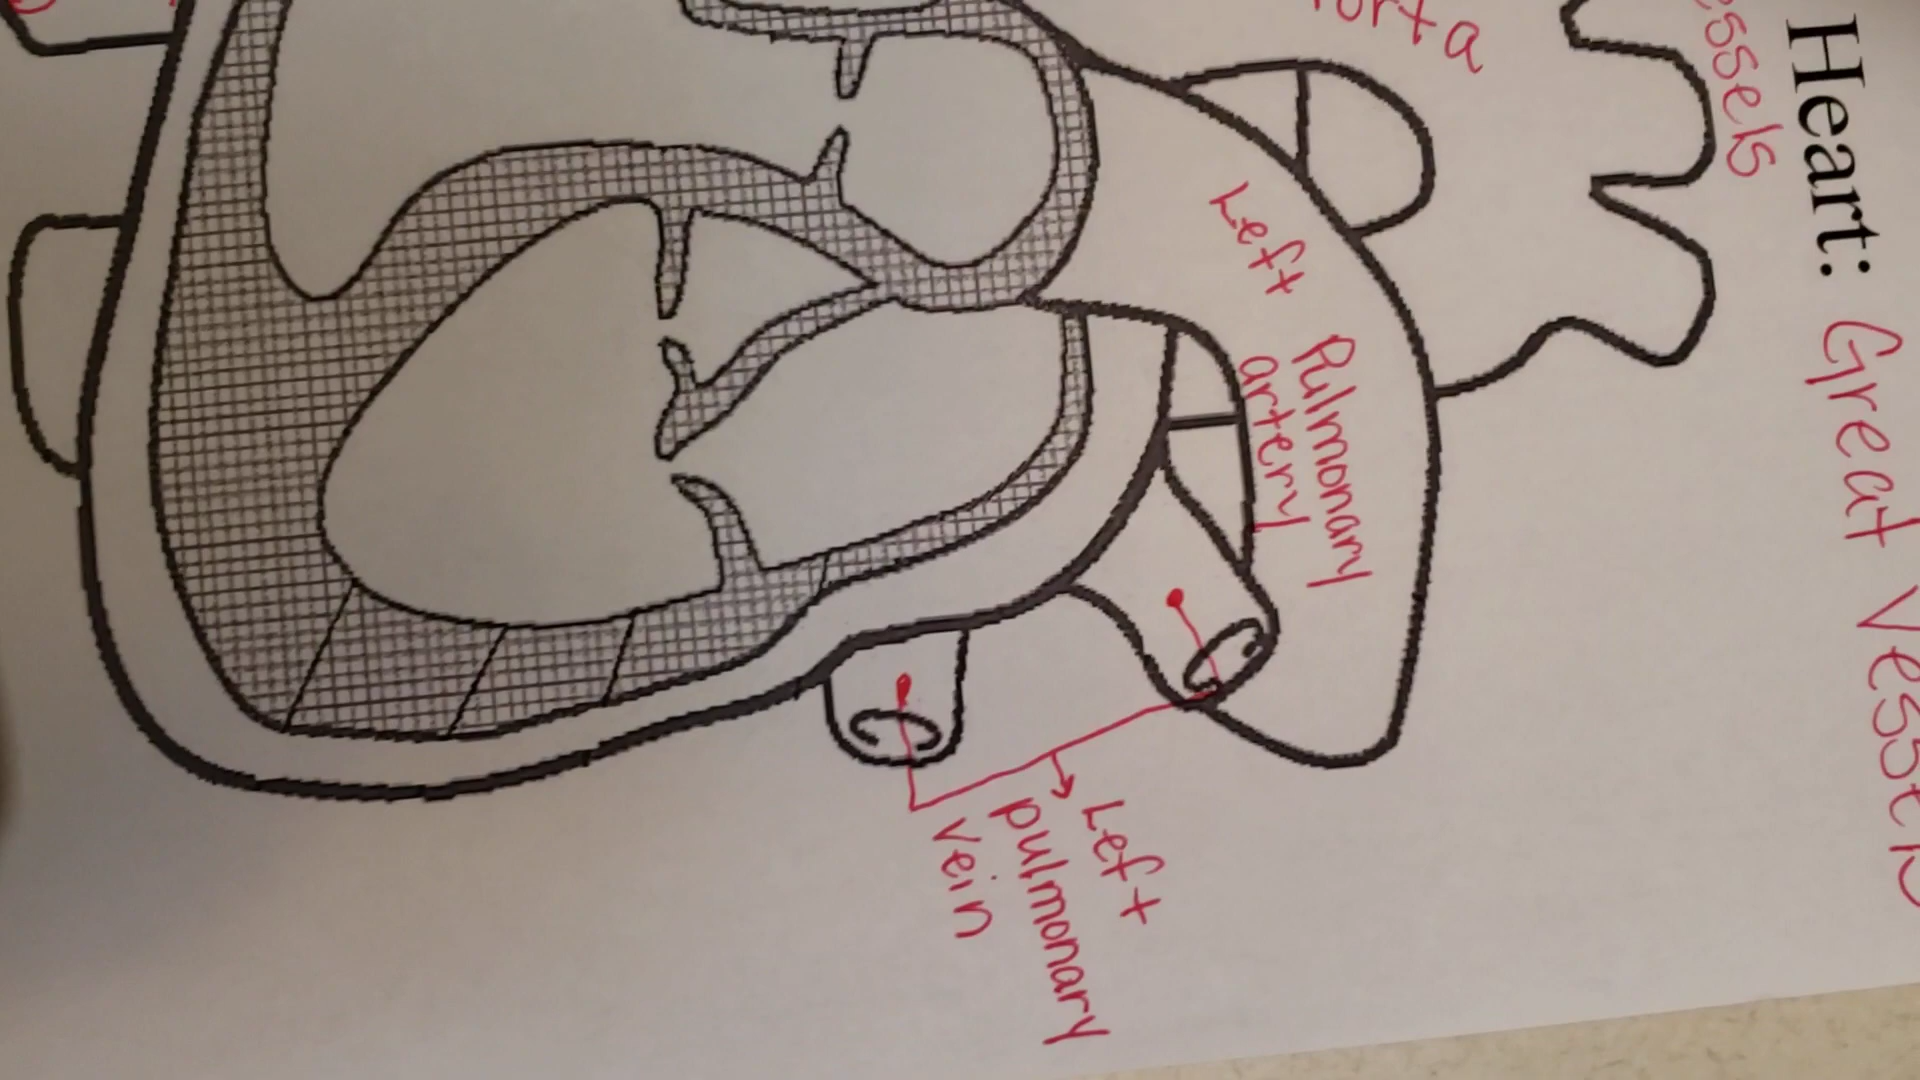 Heart: Great Vessels
essels
orta
Left
Pulmonary
artery
Left
pulmonary
vein